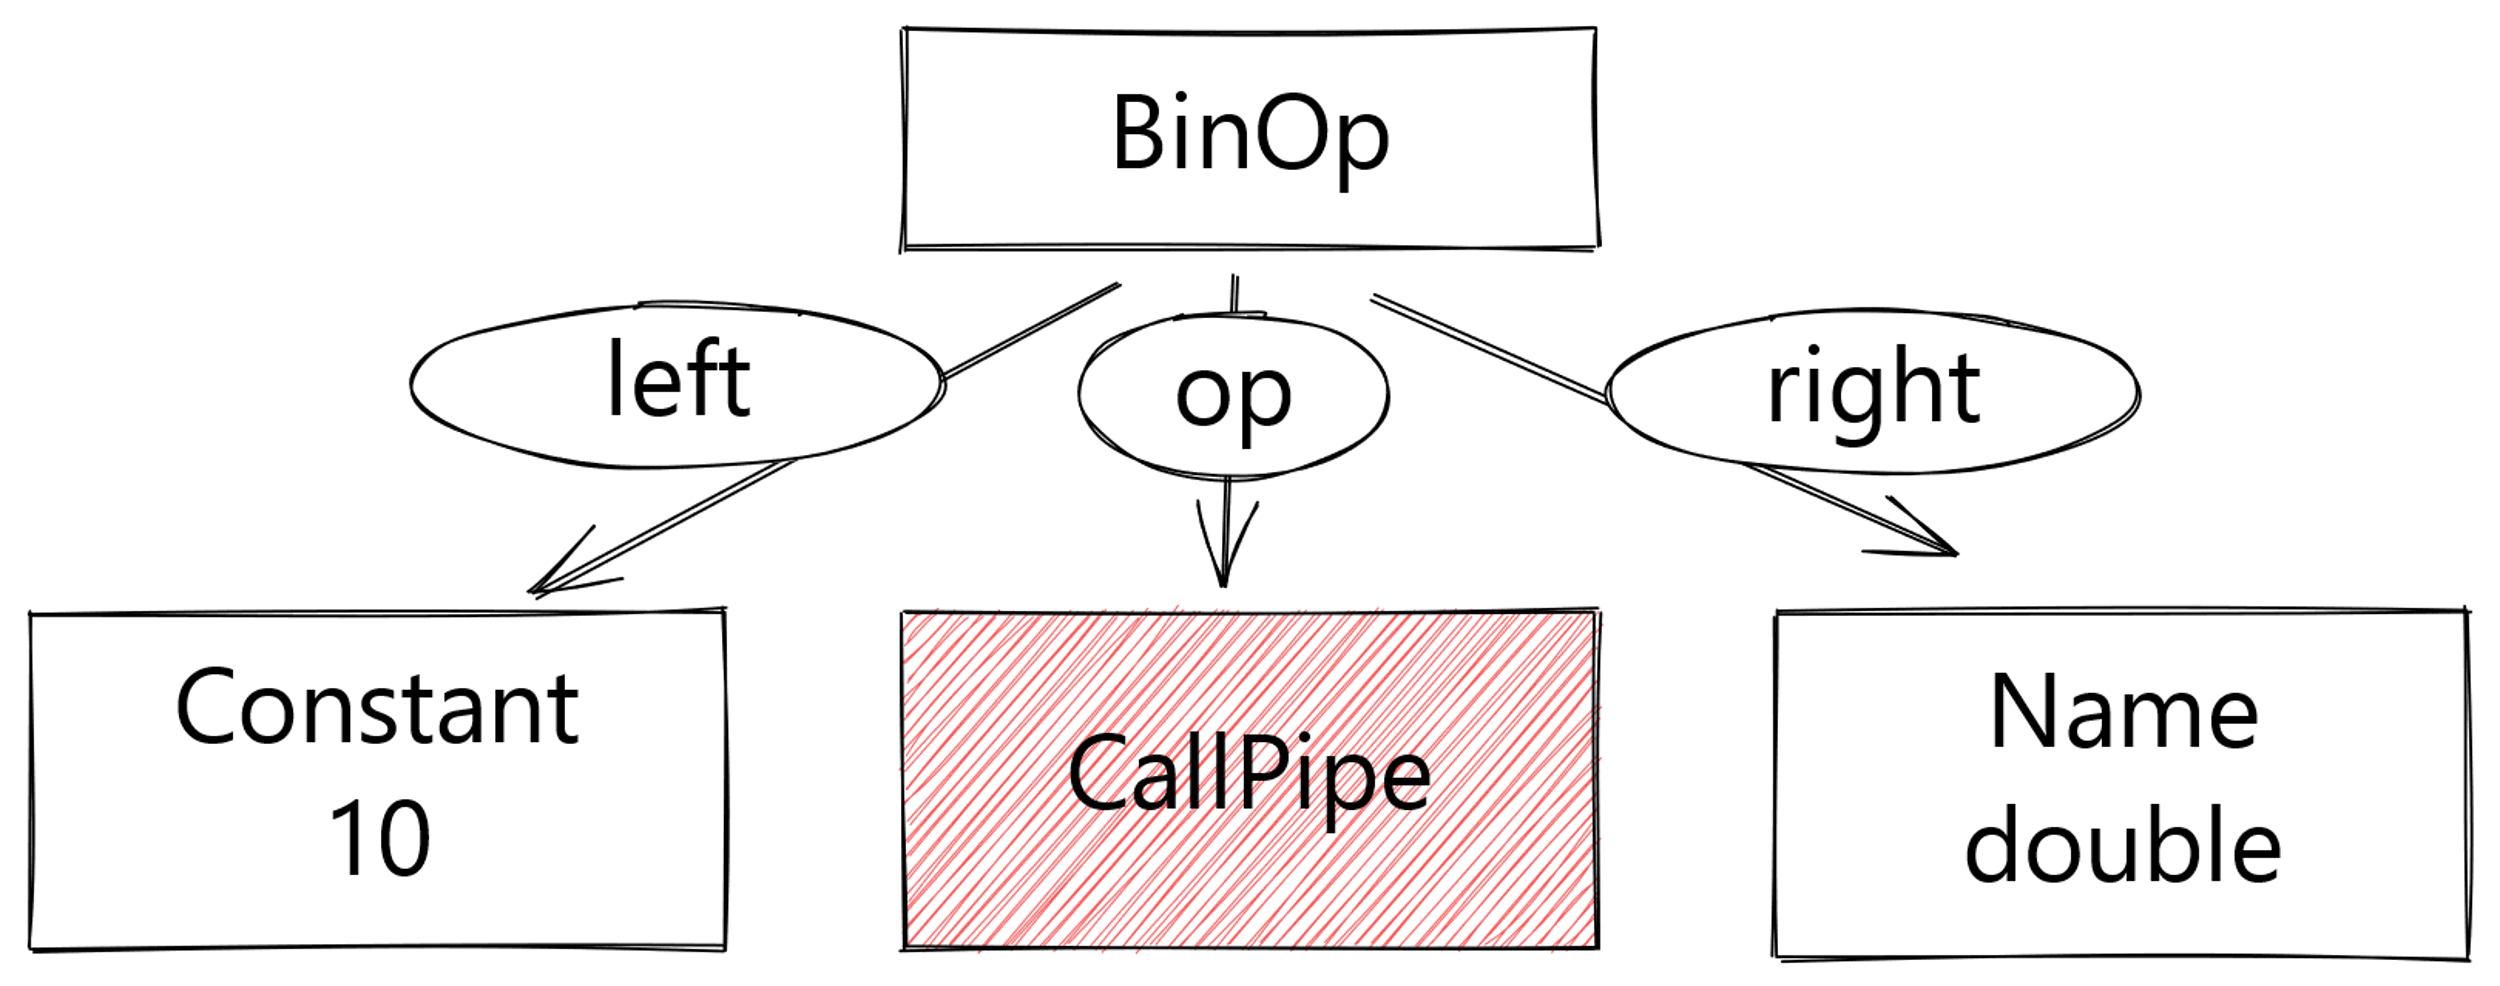 BinOp
left
op
right
Constant
10
CallPipe
Name
double